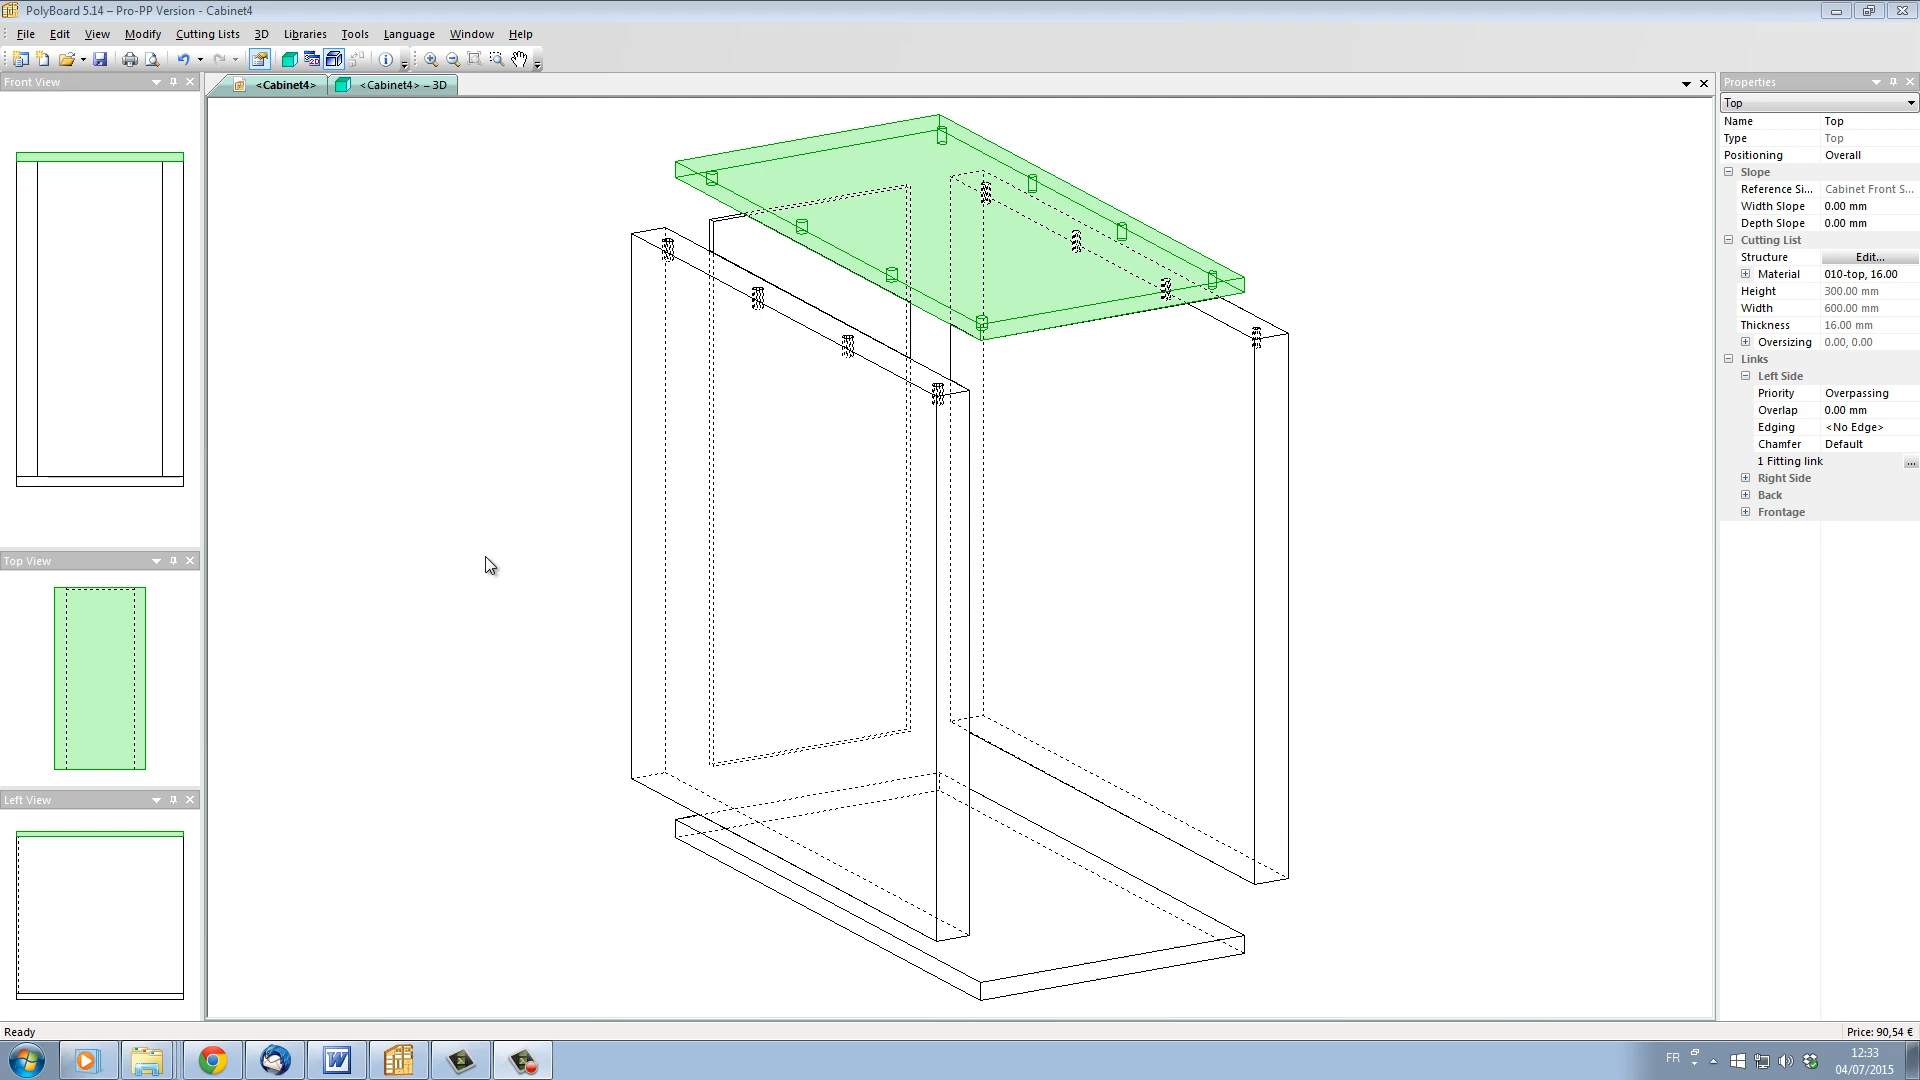 PolyBoard 5.14 – Pro-PP Version - Cabinet4
File Edit View Modify Cutting Lists 3D Libraries Tools Language Window Help
Front View
<Cabinet4>
<Cabinet4> – 3D
Top View
Left View
Properties
Top
Name Top
Type Top
Positioning Overall
Slope
Reference Si... Cabinet Front S...
Width Slope 0.00 mm
Depth Slope 0.00 mm
Cutting List
Structure Edit...
Material 010-top, 16.00
Height 300.00 mm
Width 600.00 mm
Thickness 16.00 mm
Oversizing 0.00, 0.00
Links
Left Side
Priority Overpassing
Overlap 0.00 mm
Edging <No Edge>
Chamfer Default
1 Fitting link ...
Right Side
Back
Frontage
Ready
Price: 90,54 €
FR
12:33
04/07/2015